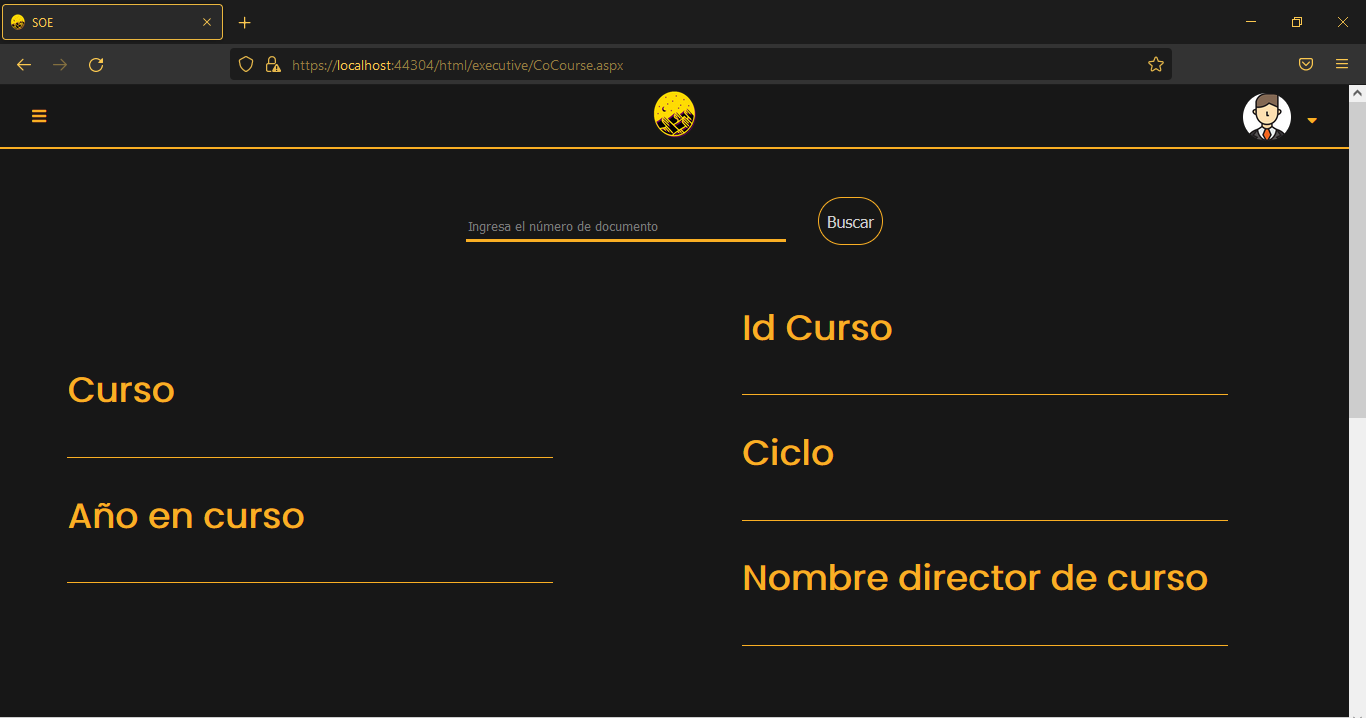 SOE
https://localhost:44304/html/executive/CoCourse.aspx
Ingresa el número de documento
Buscar
Id Curso
Curso
Ciclo
Año en curso
Nombre director de curso